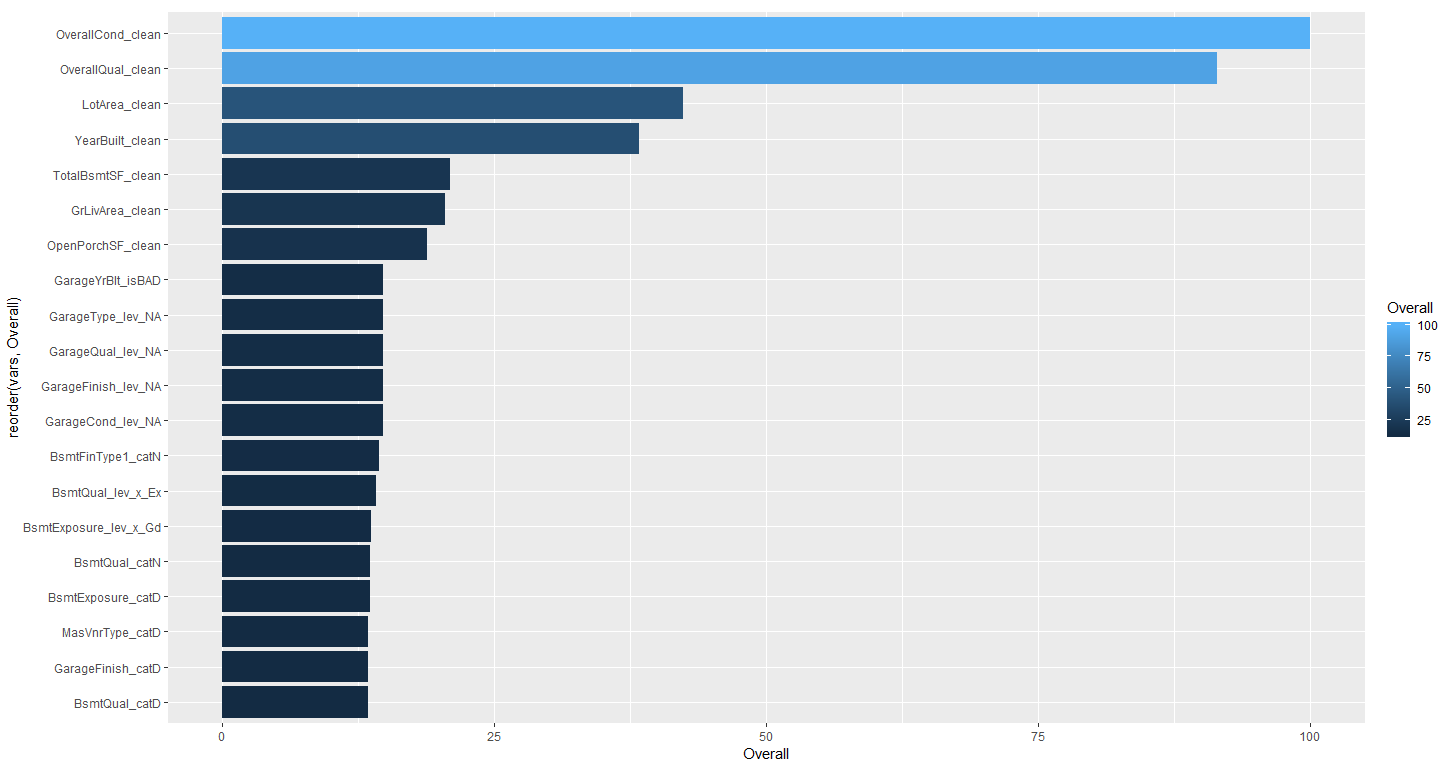 OverallCond_clean
OverallQual_clean
LotArea_clean
YearBuilt_clean
TotalBsmtSF_clean
GrLivArea_clean
OpenPorchSF_clean
GarageYrBlt_isBAD
GarageType_lev_NA
GarageQual_lev_NA
GarageFinish_lev_NA
GarageCond_lev_NA
BsmtFinType1_catN
BsmtQual_lev_x_Ex
BsmtExposure_lev_x_Gd
BsmtQual_catN
BsmtExposure_catD
MasVnrType_catD
GarageFinish_catD
BsmtQual_catD
reorder(vars, Overall)
0 25 50 75 100
Overall
Overall
100
75
50
25